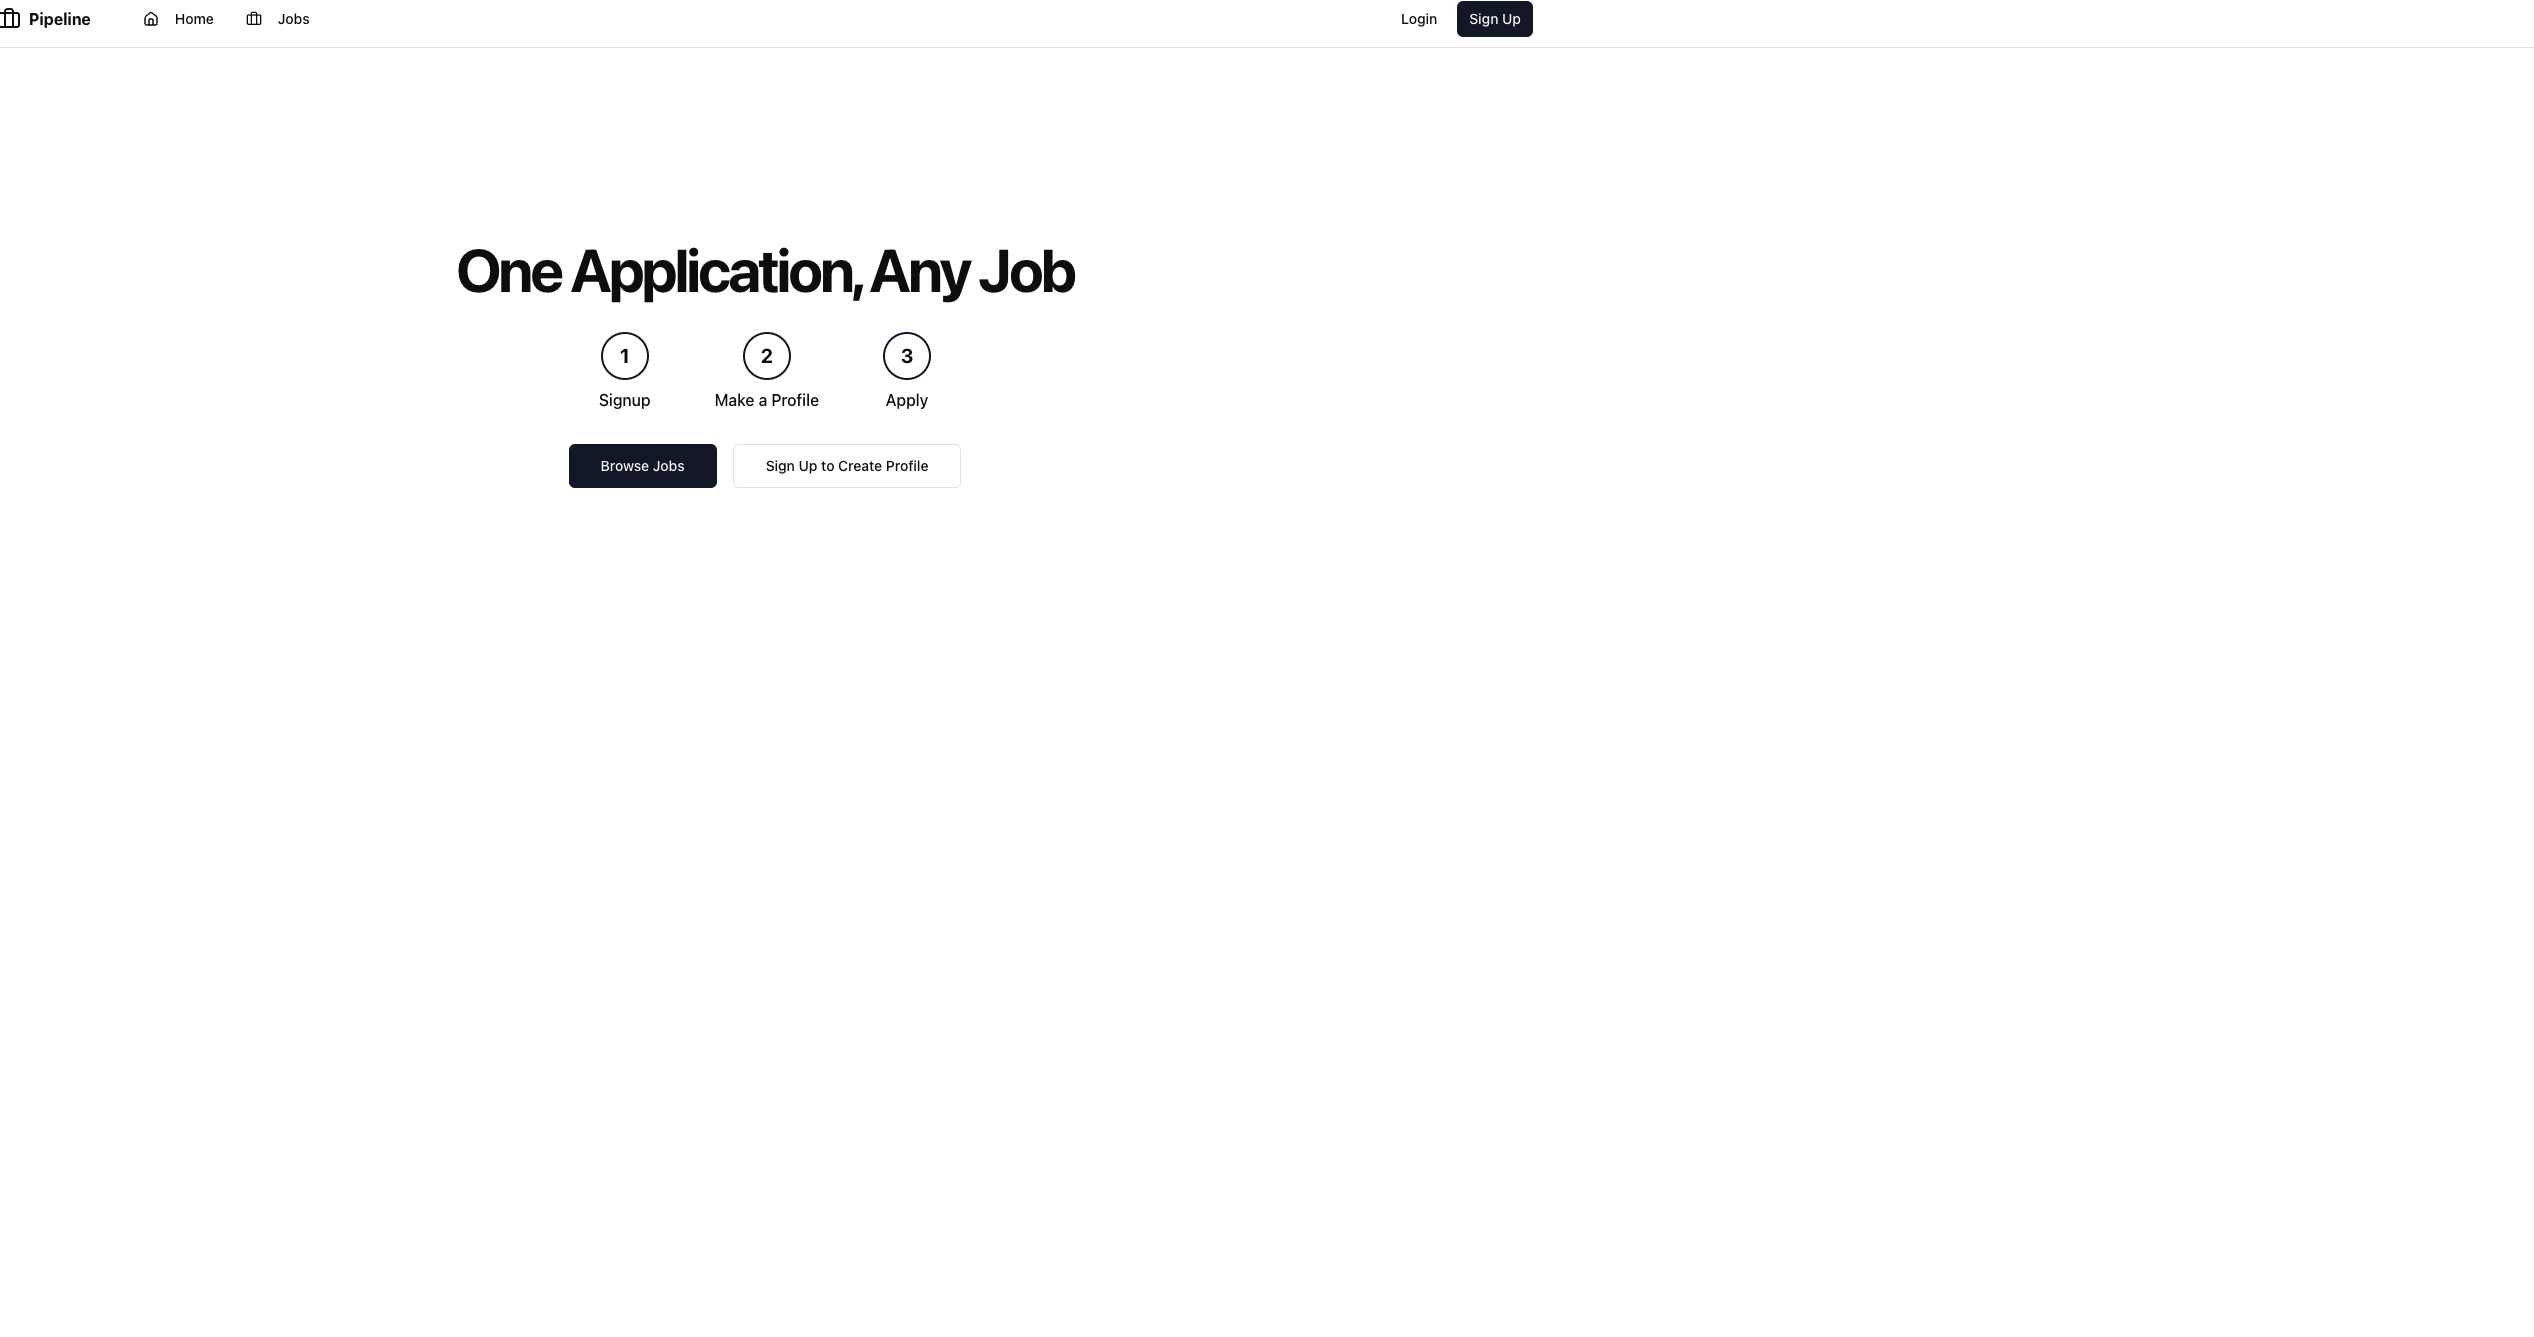 Pipeline
Home
Jobs
Login
Sign Up
One Application, Any Job
1
2
3
Signup
Make a Profile
Apply
Browse Jobs
Sign Up to Create Profile